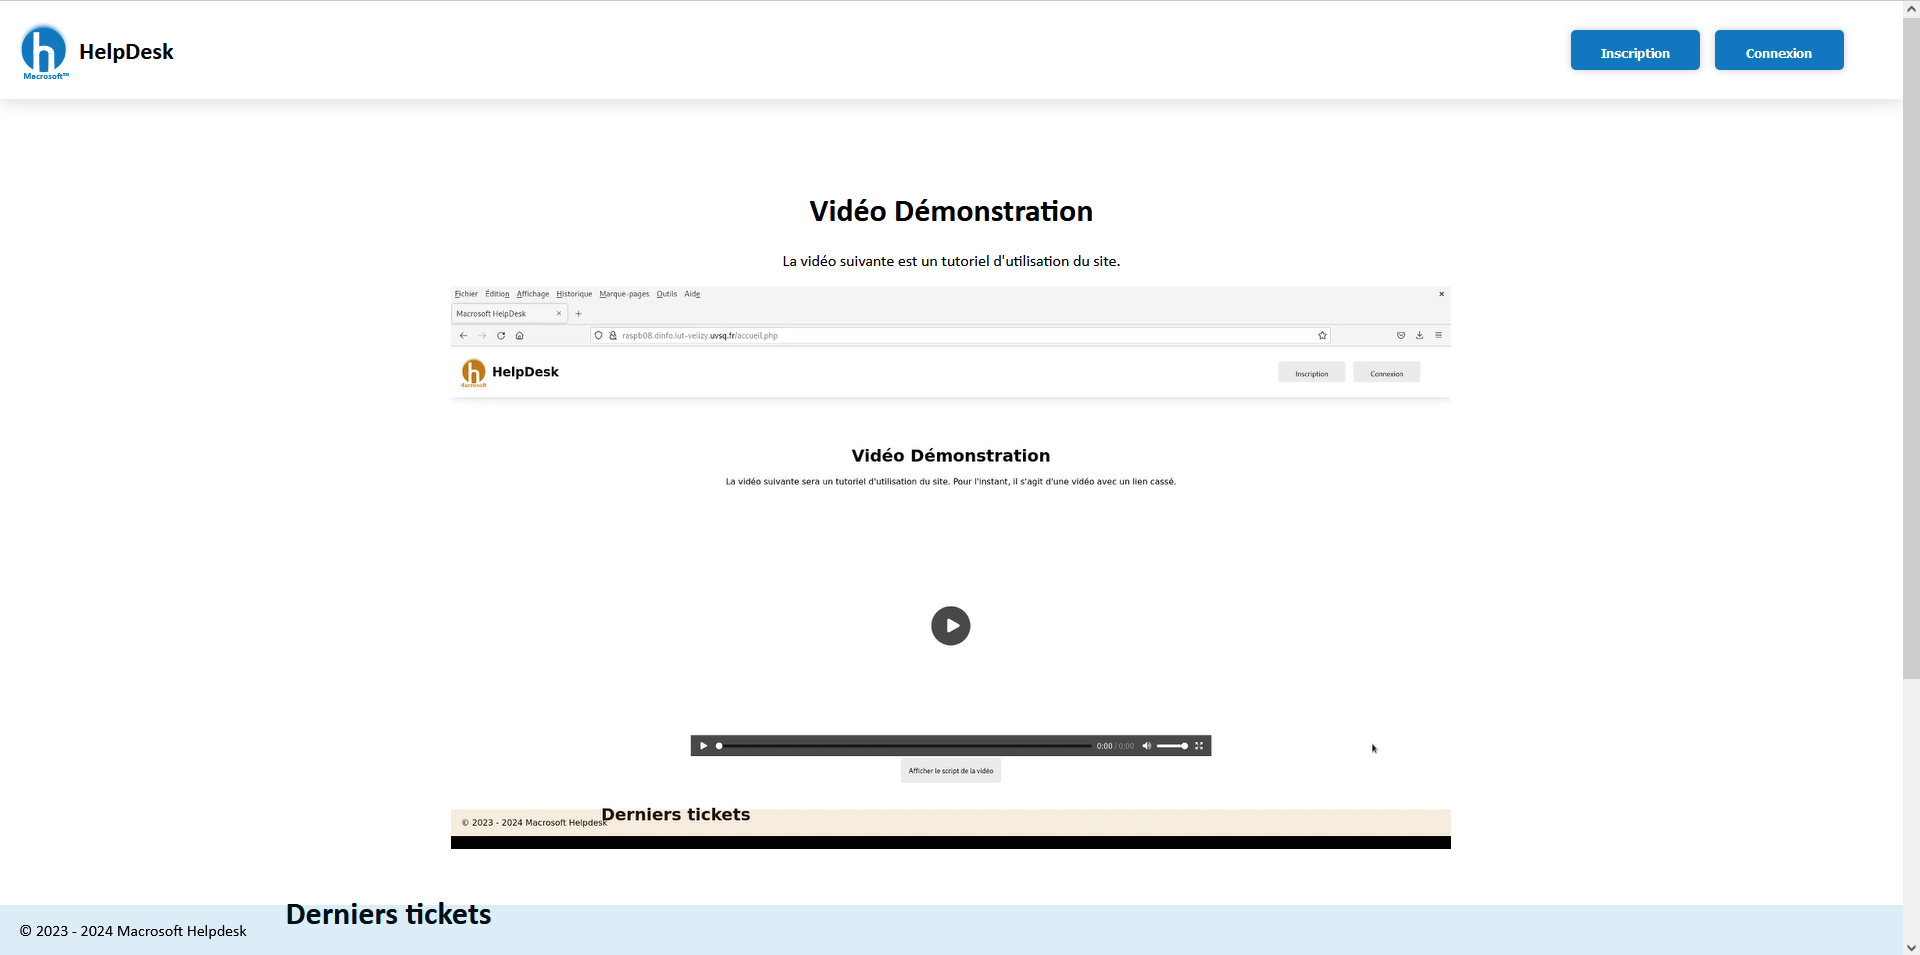 HelpDesk
Macrosoft™
Inscription
Connexion
Vidéo Démonstration
La vidéo suivante est un tutoriel d'utilisation du site.
Fichier Édition Affichage Historique Marque-pages Outils Aide
Macrosoft HelpDesk
raspb08.dinfo.iut-velizy.uvsq.fr/accueil.php
HelpDesk
Macrosoft
Inscription
Connexion
Vidéo Démonstration
La vidéo suivante sera un tutoriel d'utilisation du site. Pour l'instant, il s'agit d'une vidéo avec un lien cassé.
0:00 / 0:00
Afficher le script de la vidéo
Derniers tickets
© 2023 - 2024 Macrosoft Helpdesk
Derniers tickets
© 2023 - 2024 Macrosoft Helpdesk